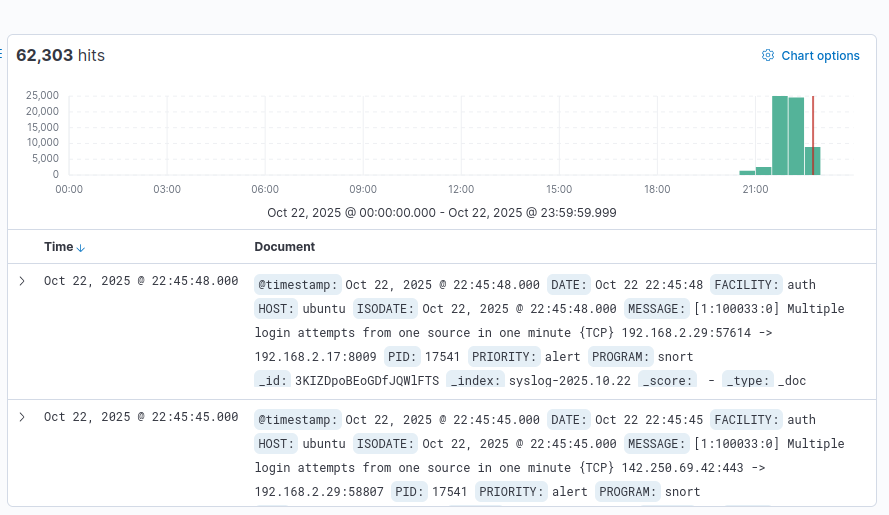 62,303 hits
Chart options
25,000
20,000
15,000
10,000
5,000
0
00:00 03:00 06:00 09:00 12:00 15:00 18:00 21:00
Oct 22, 2025 @ 00:00:00.000 - Oct 22, 2025 @ 23:59:59.999
Time Document
Oct 22, 2025 @ 22:45:48.000
@timestamp: Oct 22, 2025 @ 22:45:48.000 DATE: Oct 22 22:45:48 FACILITY: auth
HOST: ubuntu ISODATE: Oct 22, 2025 @ 22:45:48.000 MESSAGE: [1:100033:0] Multiple
login attempts from one source in one minute {TCP} 192.168.2.29:57614 ->
192.168.2.17:8009 PID: 17541 PRIORITY: alert PROGRAM: snort
_id: 3KIZDpoBEoGDfJQWlFTS _index: syslog-2025.10.22 _score: - _type: _doc
Oct 22, 2025 @ 22:45:45.000
@timestamp: Oct 22, 2025 @ 22:45:45.000 DATE: Oct 22 22:45:45 FACILITY: auth
HOST: ubuntu ISODATE: Oct 22, 2025 @ 22:45:45.000 MESSAGE: [1:100033:0] Multiple
login attempts from one source in one minute {TCP} 142.250.69.42:443 ->
192.168.2.29:58807 PID: 17541 PRIORITY: alert PROGRAM: snort